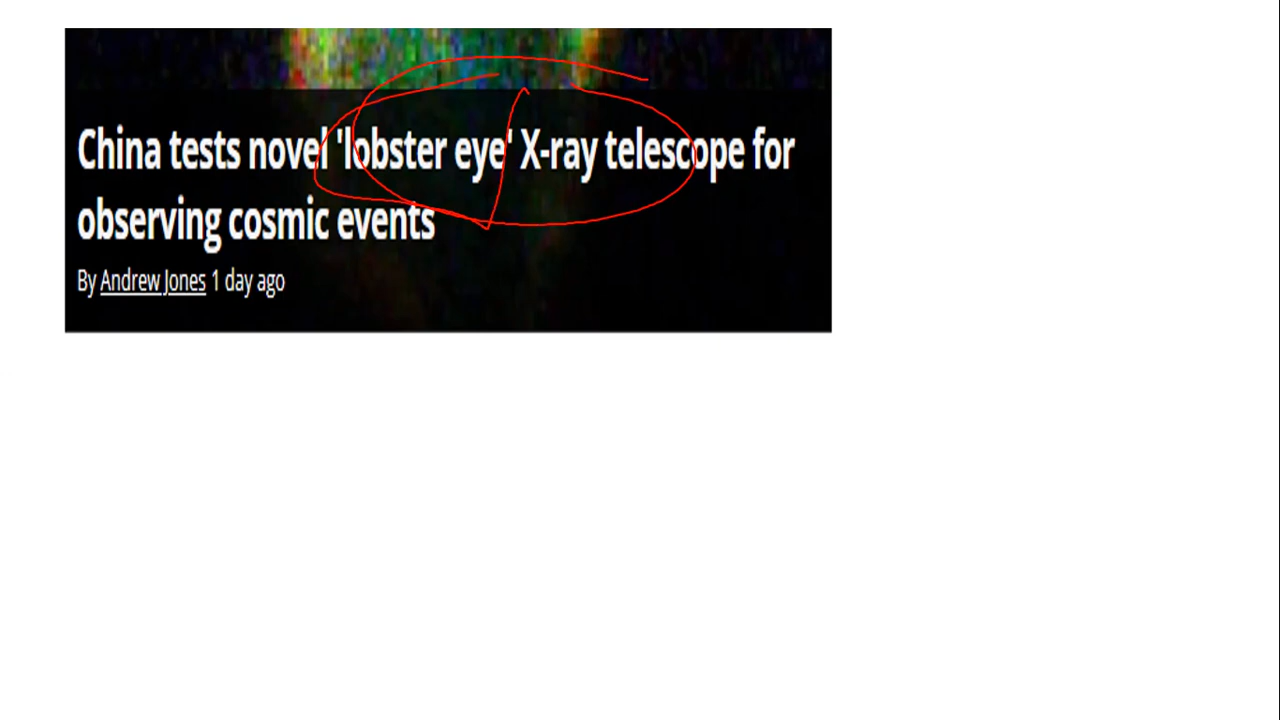 China tests novel 'lobster eye' X-ray telescope for
observing cosmic events
By Andrew Jones 1 day ago